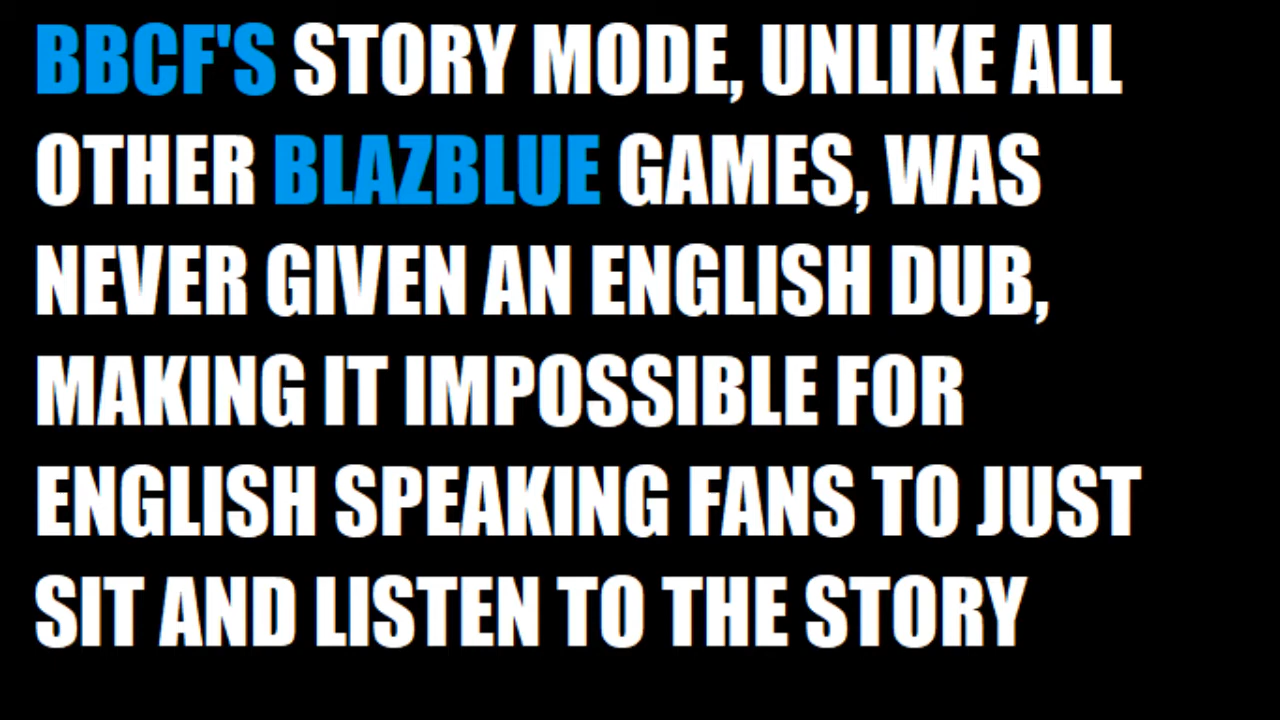 BBCF'S STORY MODE, UNLIKE ALL
OTHER BLAZBLUE GAMES, WAS
NEVER GIVEN AN ENGLISH DUB,
MAKING IT IMPOSSIBLE FOR
ENGLISH SPEAKING FANS TO JUST
SIT AND LISTEN TO THE STORY